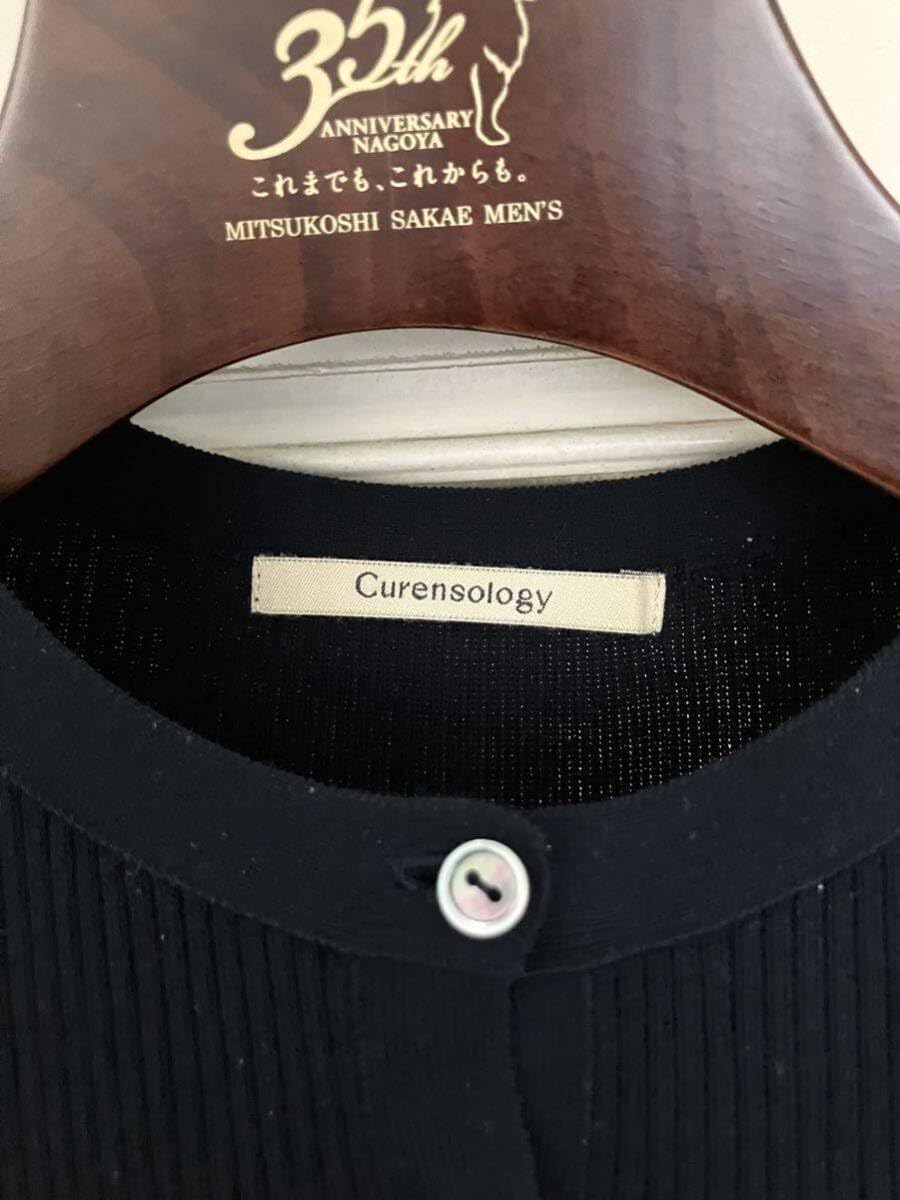 35th
ANNIVERSARY
NAGOYA
これまでも、これからも。
MITSUKOSHI SAKAE MEN'S
Curensology